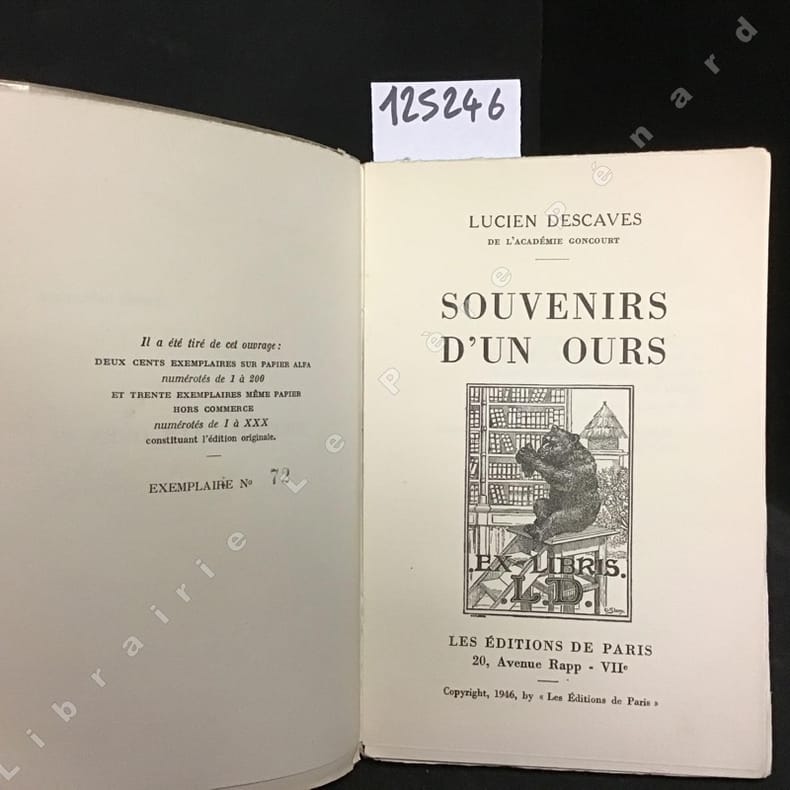 125246
Il a été tiré de cet ouvrage :
DEUX CENTS EXEMPLAIRES SUR PAPIER ALFA
numérotés de 1 à 200
ET TRENTE EXEMPLAIRES MÊME PAPIER
HORS COMMERCE
numérotés de I à XXX
constituant l'édition originale.
EXEMPLAIRE No 72
LUCIEN DESCAVES
DE L'ACADÉMIE GONCOURT
SOUVENIRS
D'UN OURS
EX-LIBRIS.
.L.D.
LES ÉDITIONS DE PARIS
20, Avenue Rapp - VIIe
Copyright, 1946, by « Les Éditions de Paris »
Librairie Le Père Pénard